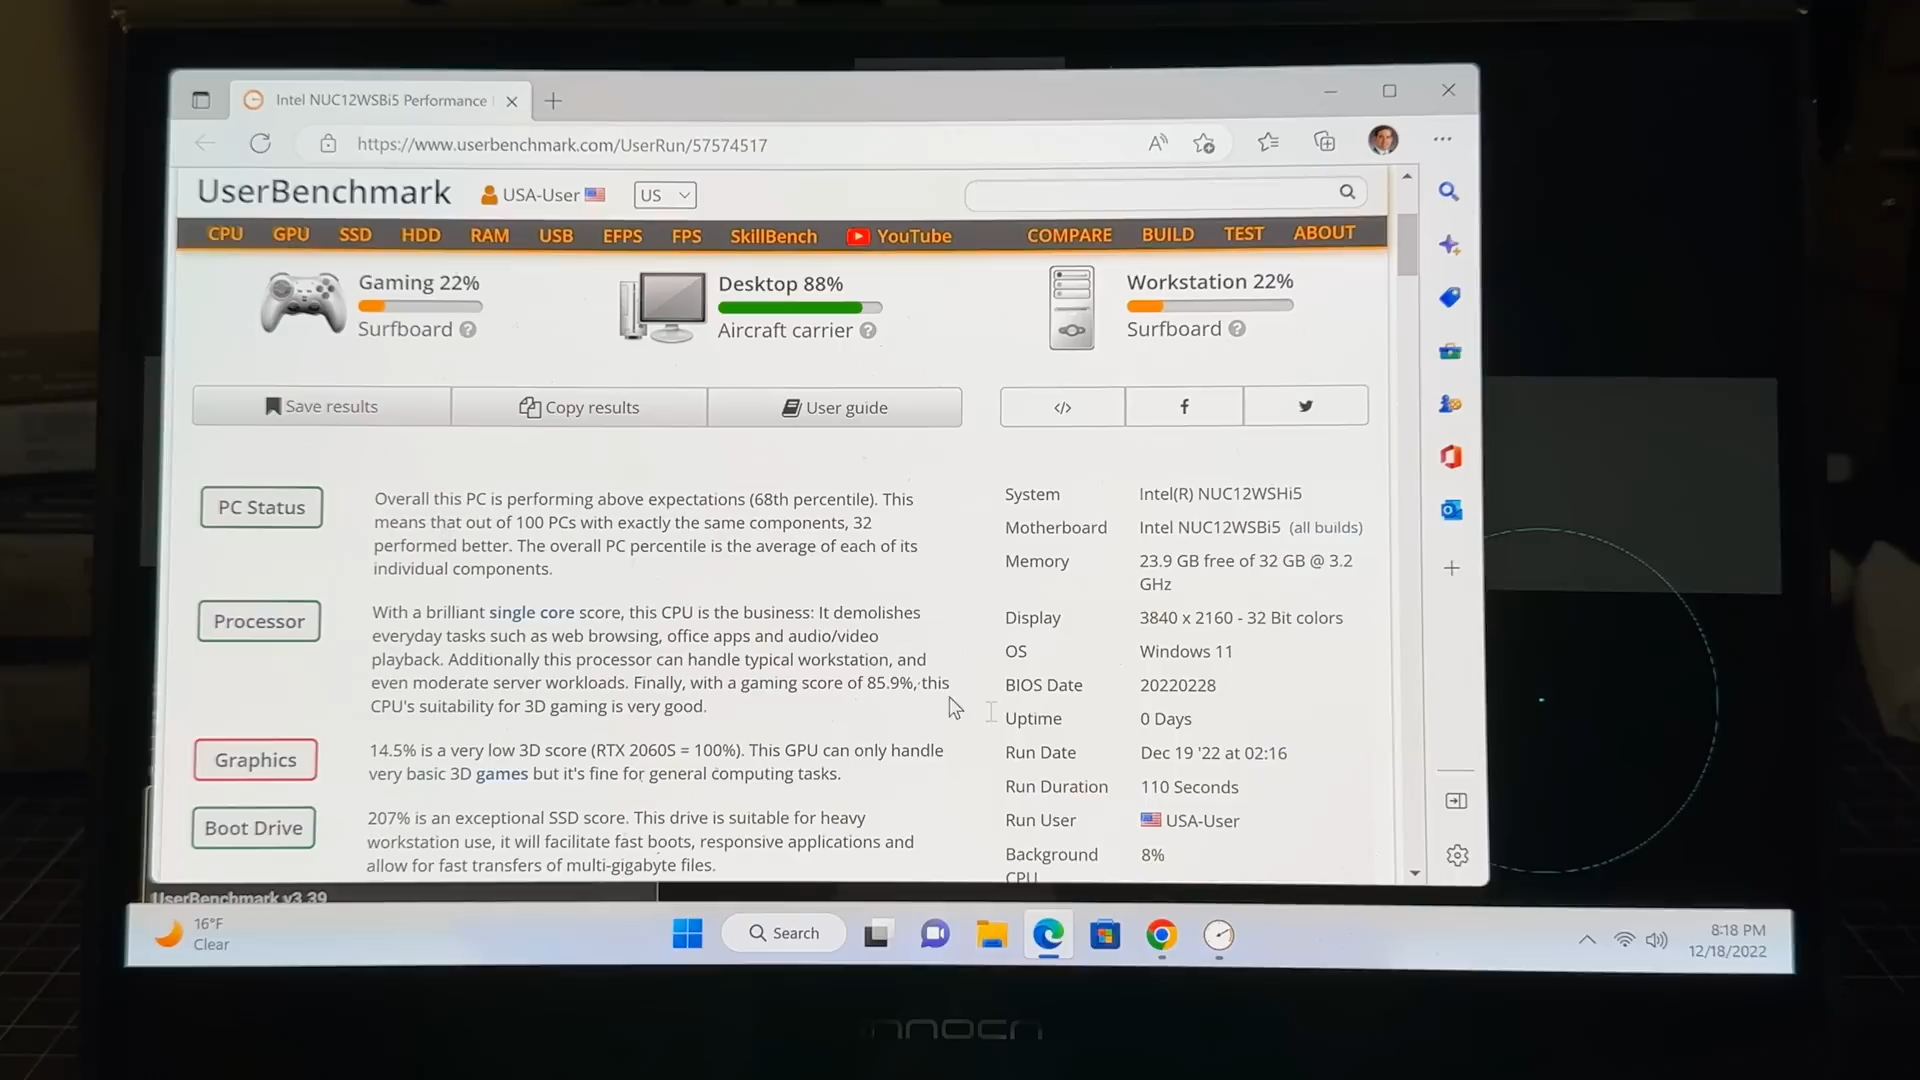 Intel NUC12WSBi5 Performance
https://www.userbenchmark.com/UserRun/57574517
UserBenchmark
USA-User
US
CPU GPU SSD HDD RAM USB EFPS FPS SkillBench YouTube COMPARE BUILD TEST ABOUT
Gaming 22%
Surfboard ?
Desktop 88%
Aircraft carrier ?
Workstation 22%
Surfboard ?
Save results
Copy results
User guide
</>
PC Status
Overall this PC is performing above expectations (68th percentile). This
means that out of 100 PCs with exactly the same components, 32
performed better. The overall PC percentile is the average of each of its
individual components.
Processor
With a brilliant single core score, this CPU is the business: It demolishes
everyday tasks such as web browsing, office apps and audio/video
playback. Additionally this processor can handle typical workstation, and
even moderate server workloads. Finally, with a gaming score of 85.9%, this
CPU's suitability for 3D gaming is very good.
Graphics
14.5% is a very low 3D score (RTX 2060S = 100%). This GPU can only handle
very basic 3D games but it's fine for general computing tasks.
Boot Drive
207% is an exceptional SSD score. This drive is suitable for heavy
workstation use, it will facilitate fast boots, responsive applications and
allow for fast transfers of multi-gigabyte files.
System Intel(R) NUC12WSHi5
Motherboard Intel NUC12WSBi5 (all builds)
Memory 23.9 GB free of 32 GB @ 3.2
GHz
Display 3840 x 2160 - 32 Bit colors
OS Windows 11
BIOS Date 20220228
Uptime 0 Days
Run Date Dec 19 '22 at 02:16
Run Duration 110 Seconds
Run User USA-User
Background 8%
CPU
UserBenchmark v3.39
16°F
Clear
Search
8:18 PM
12/18/2022
INNOCN